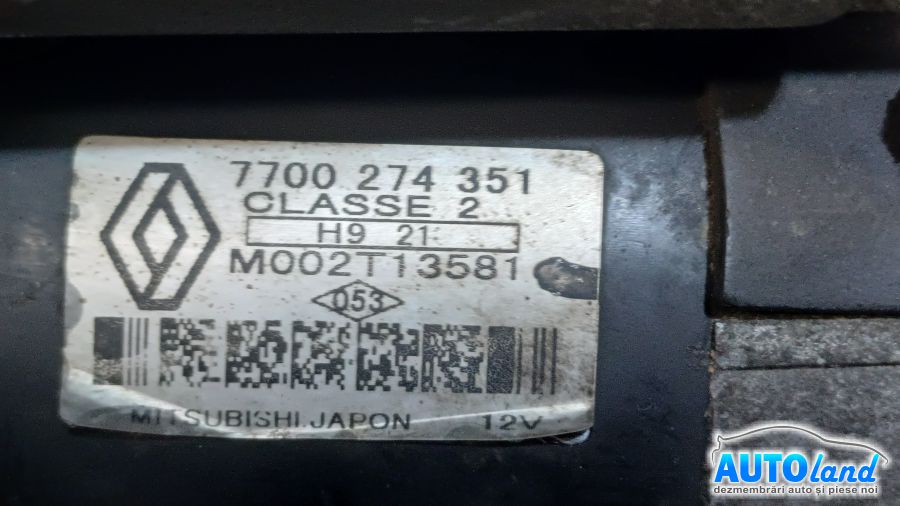 7700 274 351
CLASSE 2
H9 21
M002T13581
053
MITSUBISHI.JAPON 12V
AUTOland
dezmembrări auto și piese noi